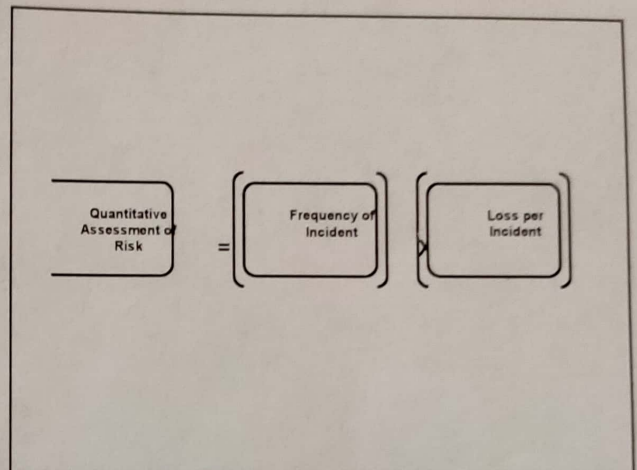 Quantitative
Assessment of
Risk
=
Frequency of
Incident
Loss per
Incident